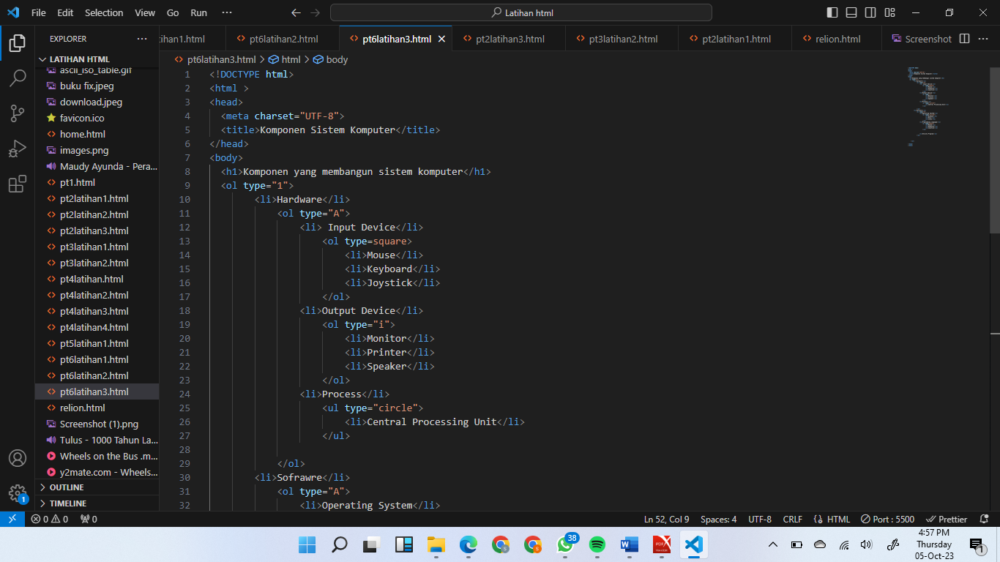 File Edit Selection View Go Run ··· Latihan html
EXPLORER ···
tihan1.html pt6latihan2.html pt6latihan3.html pt2latihan3.html pt3latihan2.html pt2latihan1.html relion.html Screenshot ···
LATIHAN HTML
ascii_iso_table.gif
buku fix.jpeg
download.jpeg
favicon.ico
home.html
images.png
Maudy Ayunda - Pera...
pt1.html
pt2latihan1.html
pt2latihan2.html
pt2latihan3.html
pt3latihan1.html
pt3latihan2.html
pt4latihan.html
pt4latihan2.html
pt4latihan3.html
pt4latihan4.html
pt5latihan1.html
pt6latihan1.html
pt6latihan2.html
pt6latihan3.html
relion.html
Screenshot (1).png
Tulus - 1000 Tahun La...
Wheels on the Bus .m...
y2mate.com - Wheels...
OUTLINE
TIMELINE
pt6latihan3.html > html > body
1 <!DOCTYPE html>
2 <html >
3 <head>
4 <meta charset="UTF-8">
5 <title>Komponen Sistem Komputer</title>
6 </head>
7 <body>
8 <h1>Komponen yang membangun sistem komputer</h1>
9 <ol type="1">
10 <li>Hardware</li>
11 <ol type="A">
12 <li> Input Device</li>
13 <ol type=square>
14 <li>Mouse</li>
15 <li>Keyboard</li>
16 <li>Joystick</li>
17 </ol>
18 <li>Output Device</li>
19 <ol type="i">
20 <li>Monitor</li>
21 <li>Printer</li>
22 <li>Speaker</li>
23 </ol>
24 <li>Process</li>
25 <ul type="circle">
26 <li>Central Processing Unit</li>
27 </ul>
28
29 </ol>
30 <li>Sofrawre</li>
31 <ol type="A">
32 <li>Operating System</li>
1
0 0 0 Ln 52, Col 9 Spaces: 4 UTF-8 CRLF HTML Port : 5500 Prettier
38
4:57 PM
Thursday
05-Oct-23
1